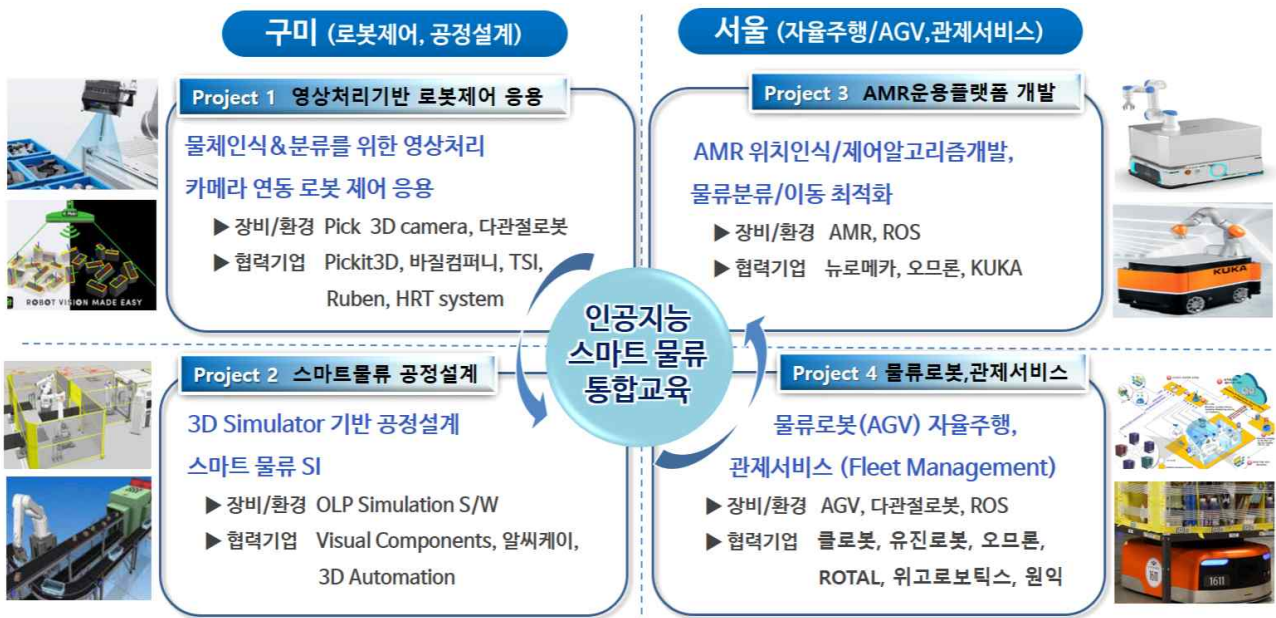 구미 (로봇제어, 공정설계)
서울 (자율주행/AGV,관제서비스)
Project 1 영상처리기반 로봇제어 응용
물체인식&분류를 위한 영상처리
카메라 연동 로봇 제어 응용
▶ 장비/환경 Pick 3D camera, 다관절로봇
▶ 협력기업 Pickit3D, 바질컴퍼니, TSI,
Ruben, HRT system
ROBOT VISION MADE EASY
Project 3 AMR운용플랫폼 개발
AMR 위치인식/제어알고리즘개발,
물류분류/이동 최적화
▶ 장비/환경 AMR, ROS
▶ 협력기업 뉴로메카, 오므론, KUKA
KUKA
인공지능
스마트 물류
통합교육
Project 2 스마트물류 공정설계
3D Simulator 기반 공정설계
스마트 물류 SI
▶ 장비/환경 OLP Simulation S/W
▶ 협력기업 Visual Components, 알씨케이,
3D Automation
Project 4 물류로봇,관제서비스
물류로봇(AGV) 자율주행,
관제서비스 (Fleet Management)
▶ 장비/환경 AGV, 다관절로봇, ROS
▶ 협력기업 클로봇, 유진로봇, 오므론,
ROTAL, 위고로보틱스, 원익
1611